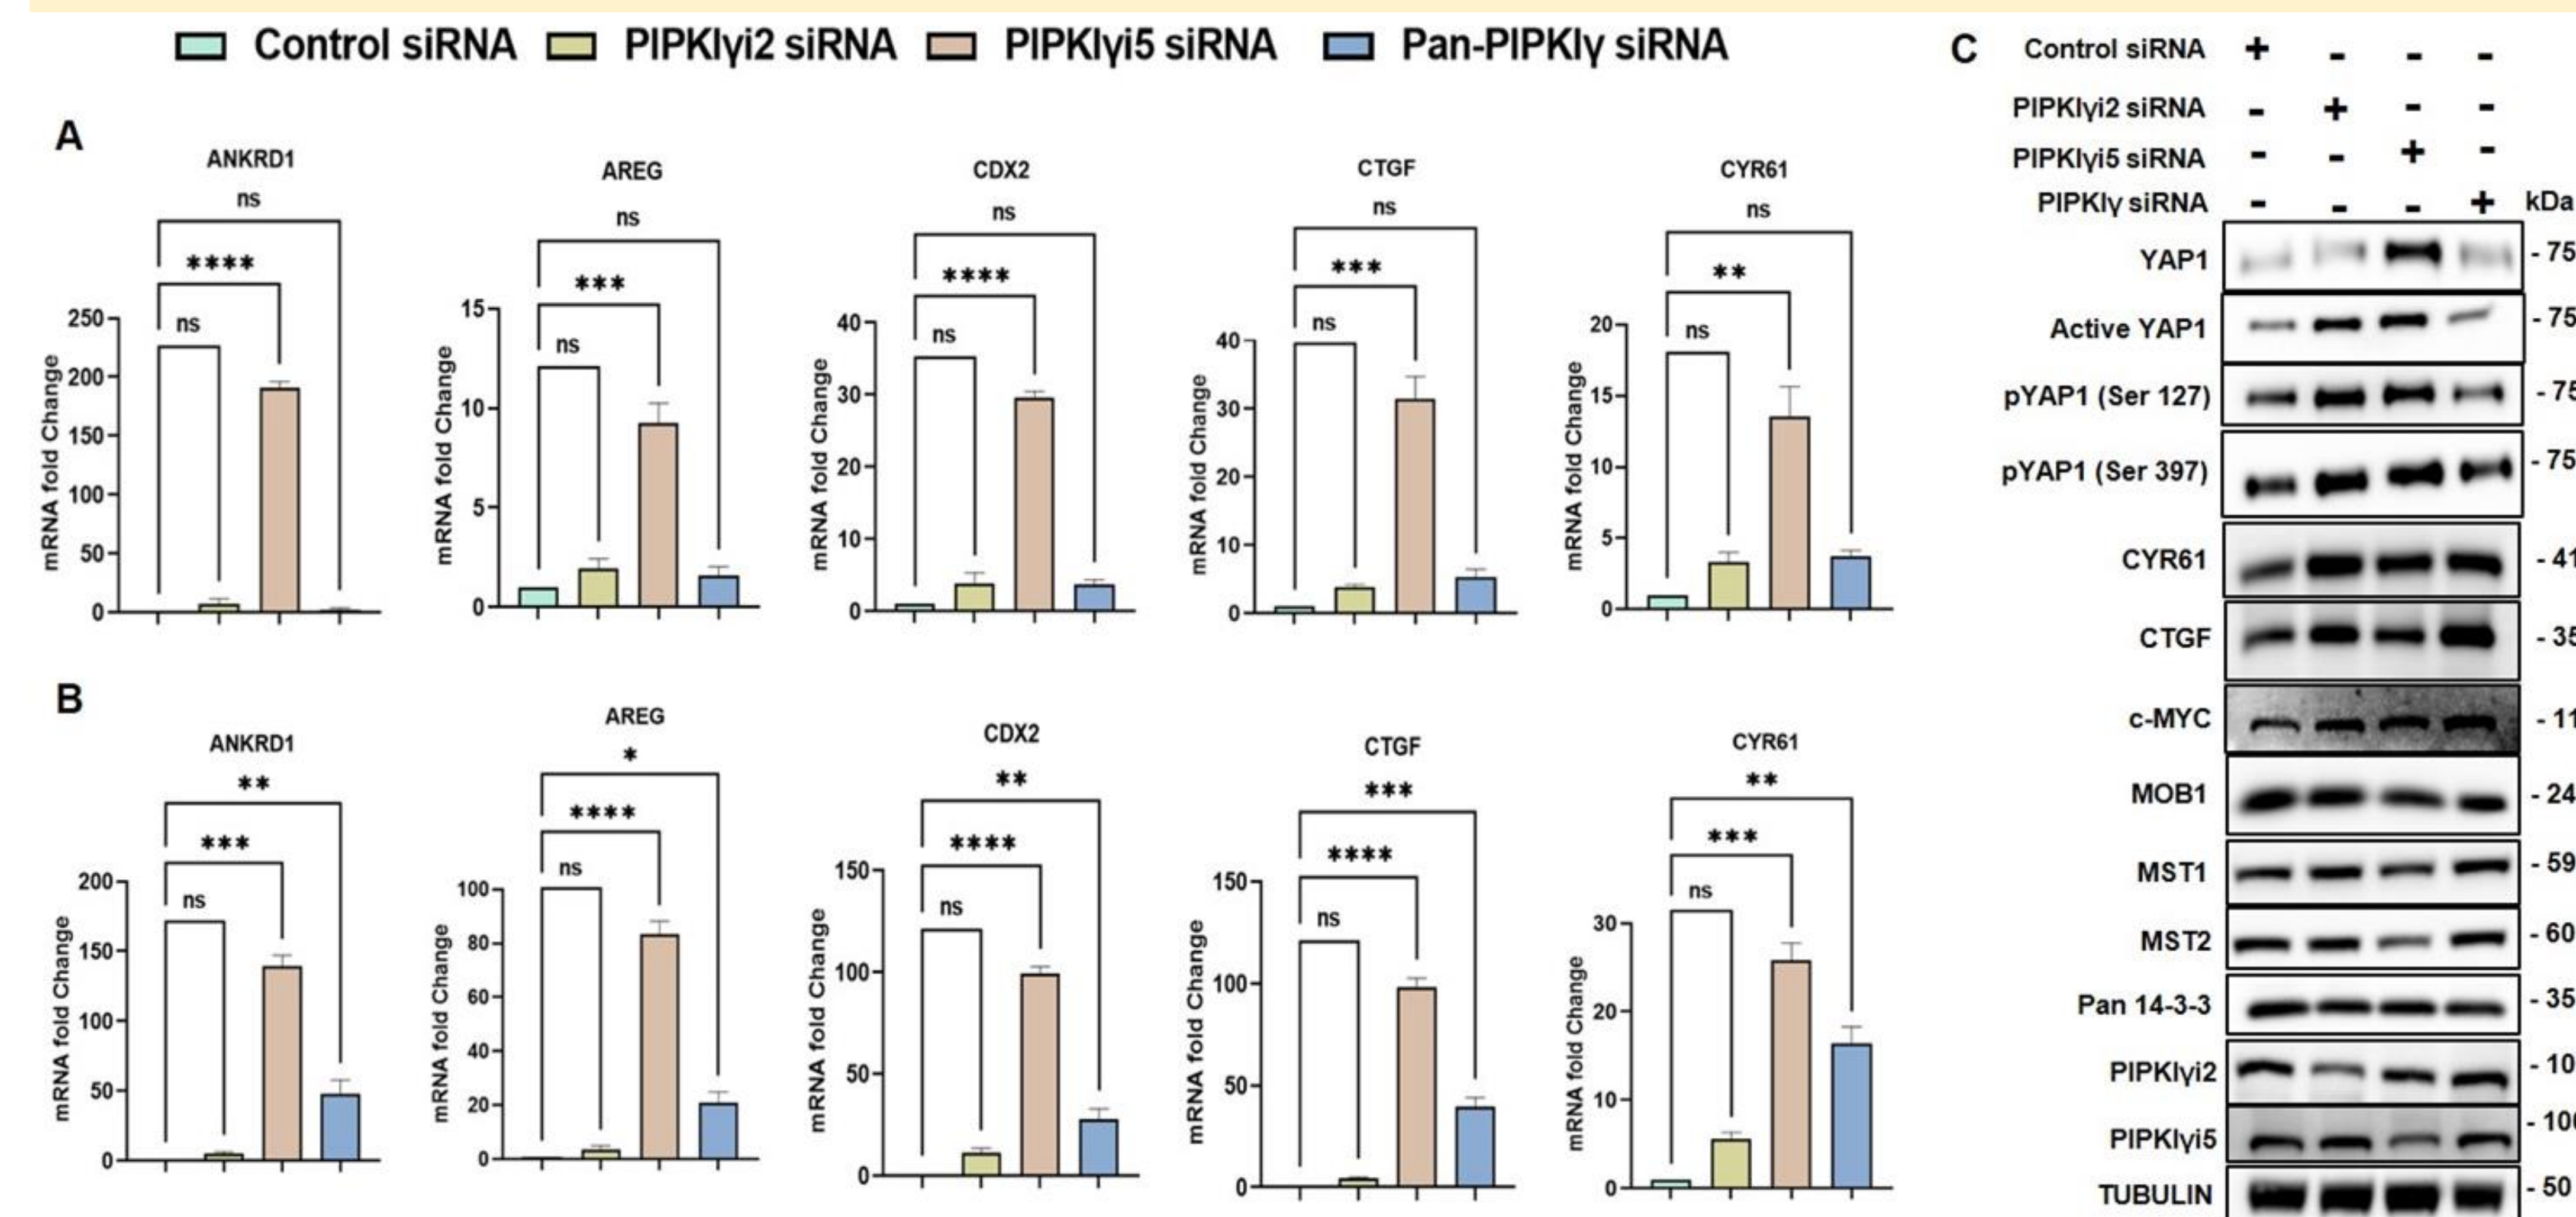 Control siRNA PIPKIγi2 siRNA PIPKIγi5 siRNA Pan-PIPKIγ siRNA
A
ANKRD1
ns
****
ns
mRNA fold Change
250
200
150
100
50
0
AREG
ns
***
ns
mRNA fold Change
15
10
5
0
CDX2
ns
****
ns
mRNA fold Change
40
30
20
10
0
CTGF
ns
***
ns
mRNA fold Change
40
30
20
10
0
CYR61
ns
**
ns
mRNA fold Change
20
15
10
5
0
B
ANKRD1
**
***
ns
mRNA fold Change
200
150
100
50
0
AREG
*
****
ns
mRNA fold Change
100
80
60
40
20
0
CDX2
**
****
ns
mRNA fold Change
150
100
50
0
CTGF
***
****
ns
mRNA fold Change
150
100
50
0
CYR61
**
***
ns
mRNA fold Change
30
20
10
0
C
Control siRNA + - - -
PIPKIγi2 siRNA - + - -
PIPKIγi5 siRNA - - + -
PIPKIγ siRNA - - - + kDa
YAP1 - 75
Active YAP1 - 75
pYAP1 (Ser 127) - 75
pYAP1 (Ser 397) - 75
CYR61 - 41
CTGF - 35
c-MYC
MOB1 - 24
MST1 - 59
MST2 - 60
Pan 14-3-3 - 35
PIPKIγi2
PIPKIγi5 - 100
TUBULIN - 50